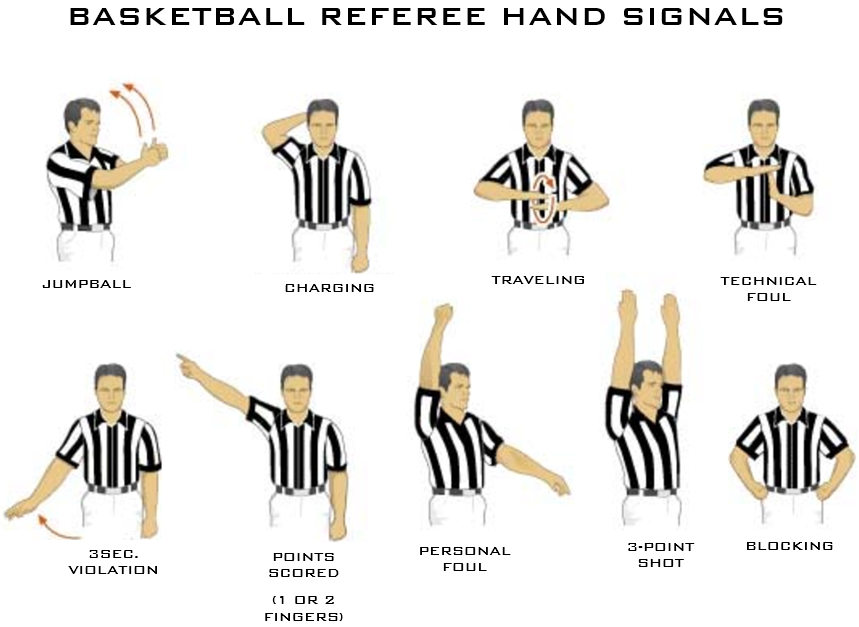 BASKETBALL REFEREE HAND SIGNALS
JUMPBALL
CHARGING
TRAVELING
TECHNICAL
FOUL
3SEC.
VIOLATION
POINTS
SCORED
(1 OR 2
FINGERS)
PERSONAL
FOUL
3-POINT
SHOT
BLOCKING